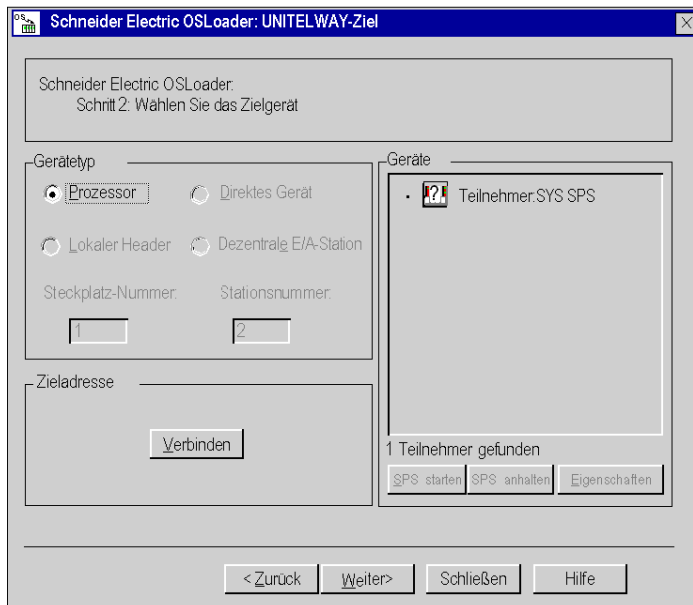 Schneider Electric OSLoader: UNITELWAY-Ziel
Schneider Electric OSLoader:
Schritt 2: Wählen Sie das Zielgerät
Gerätetyp
Prozessor
Direktes Gerät
Lokaler Header
Dezentrale E/A-Station
Steckplatz-Nummer:
Stationsnummer:
1
2
Zieladresse
Verbinden
Geräte
Teilnehmer:SYS SPS
1 Teilnehmer gefunden
SPS starten
SPS anhalten
Eigenschaften
< Zurück
Weiter>
Schließen
Hilfe